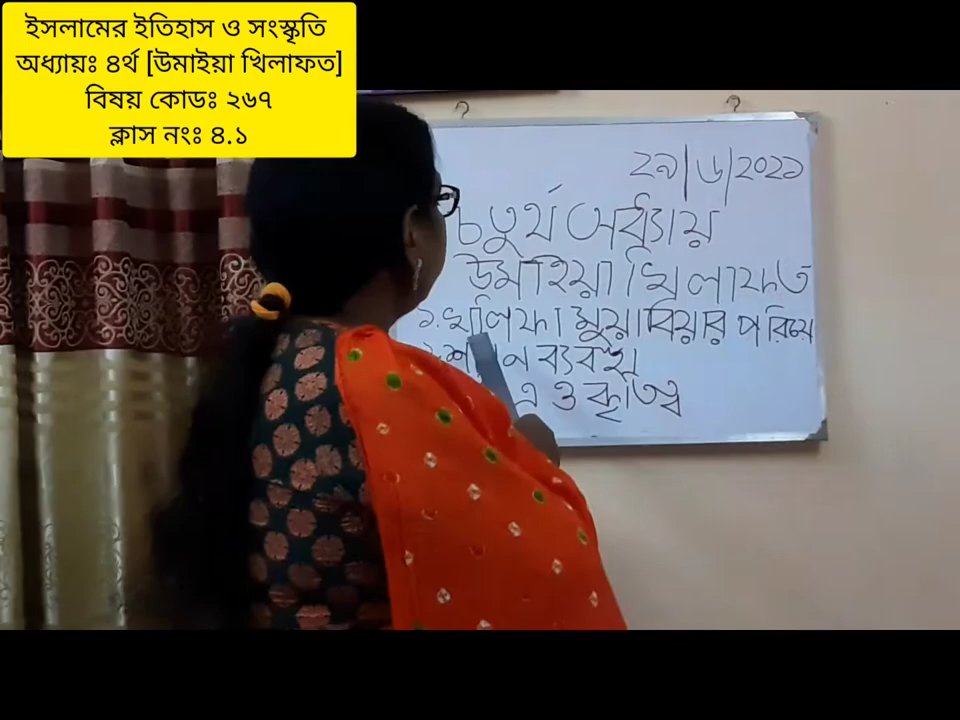 ইসলামের ইতিহাস ও সংস্কৃতি
অধ্যায়ঃ ৪র্থ [উমাইয়া খিলাফত]
বিষয় কোডঃ ২৬৭
ক্লাস নংঃ ৪.১
২৯/৬/২০২১
চতুর্থ অধ্যায়
উমাইয়া খিলাফত
১. খলিফা মুয়াবিয়ার পরিচয়
ব্যবস্থা
ও কৃতিত্ব